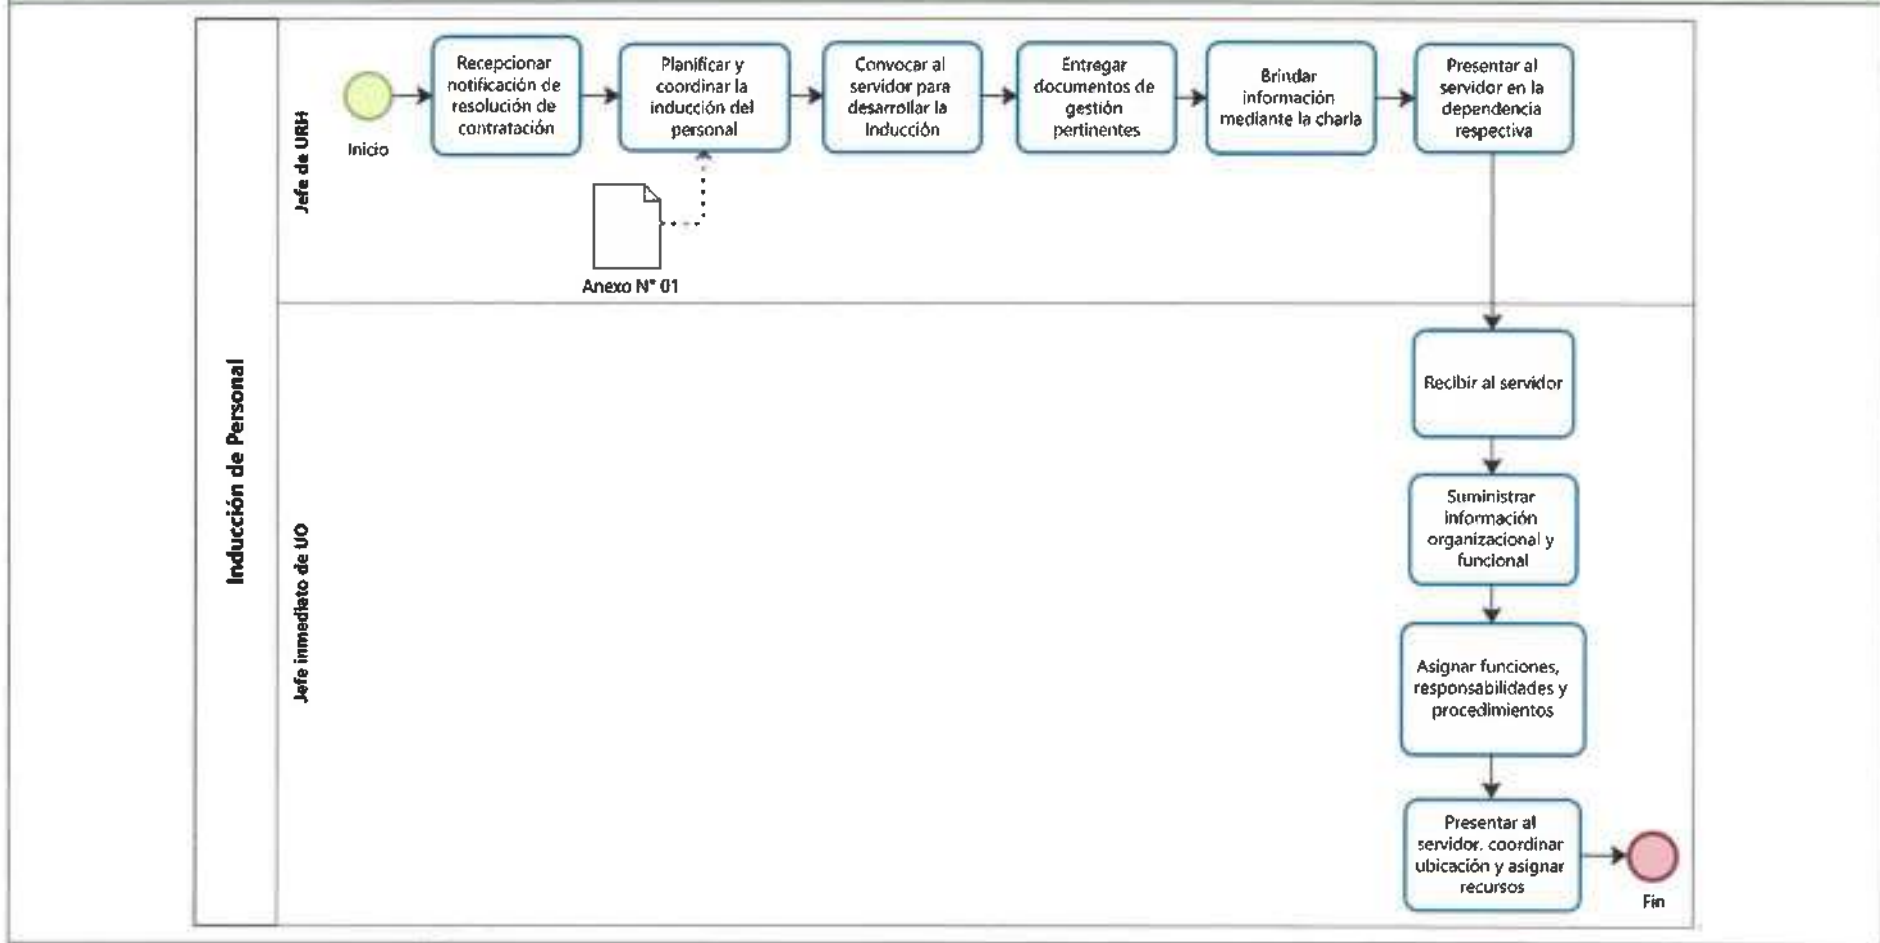 Inducción de Personal
Jefe de URH
Inicio
Recepcionar
notificación de
resolución de
contratación
Planificar y
coordinar la
inducción del
personal
Anexo N° 01
Convocar al
servidor para
desarrollar la
Inducción
Entregar
documentos de
gestión
pertinentes
Brindar
información
mediante la charla
Presentar al
servidor en la
dependencia
respectiva
Jefe inmediato de UO
Recibir al servidor
Suministrar
información
organizacional y
funcional
Asignar funciones,
responsabilidades y
procedimientos
Presentar al
servidor, coordinar
ubicación y asignar
recursos
Fin